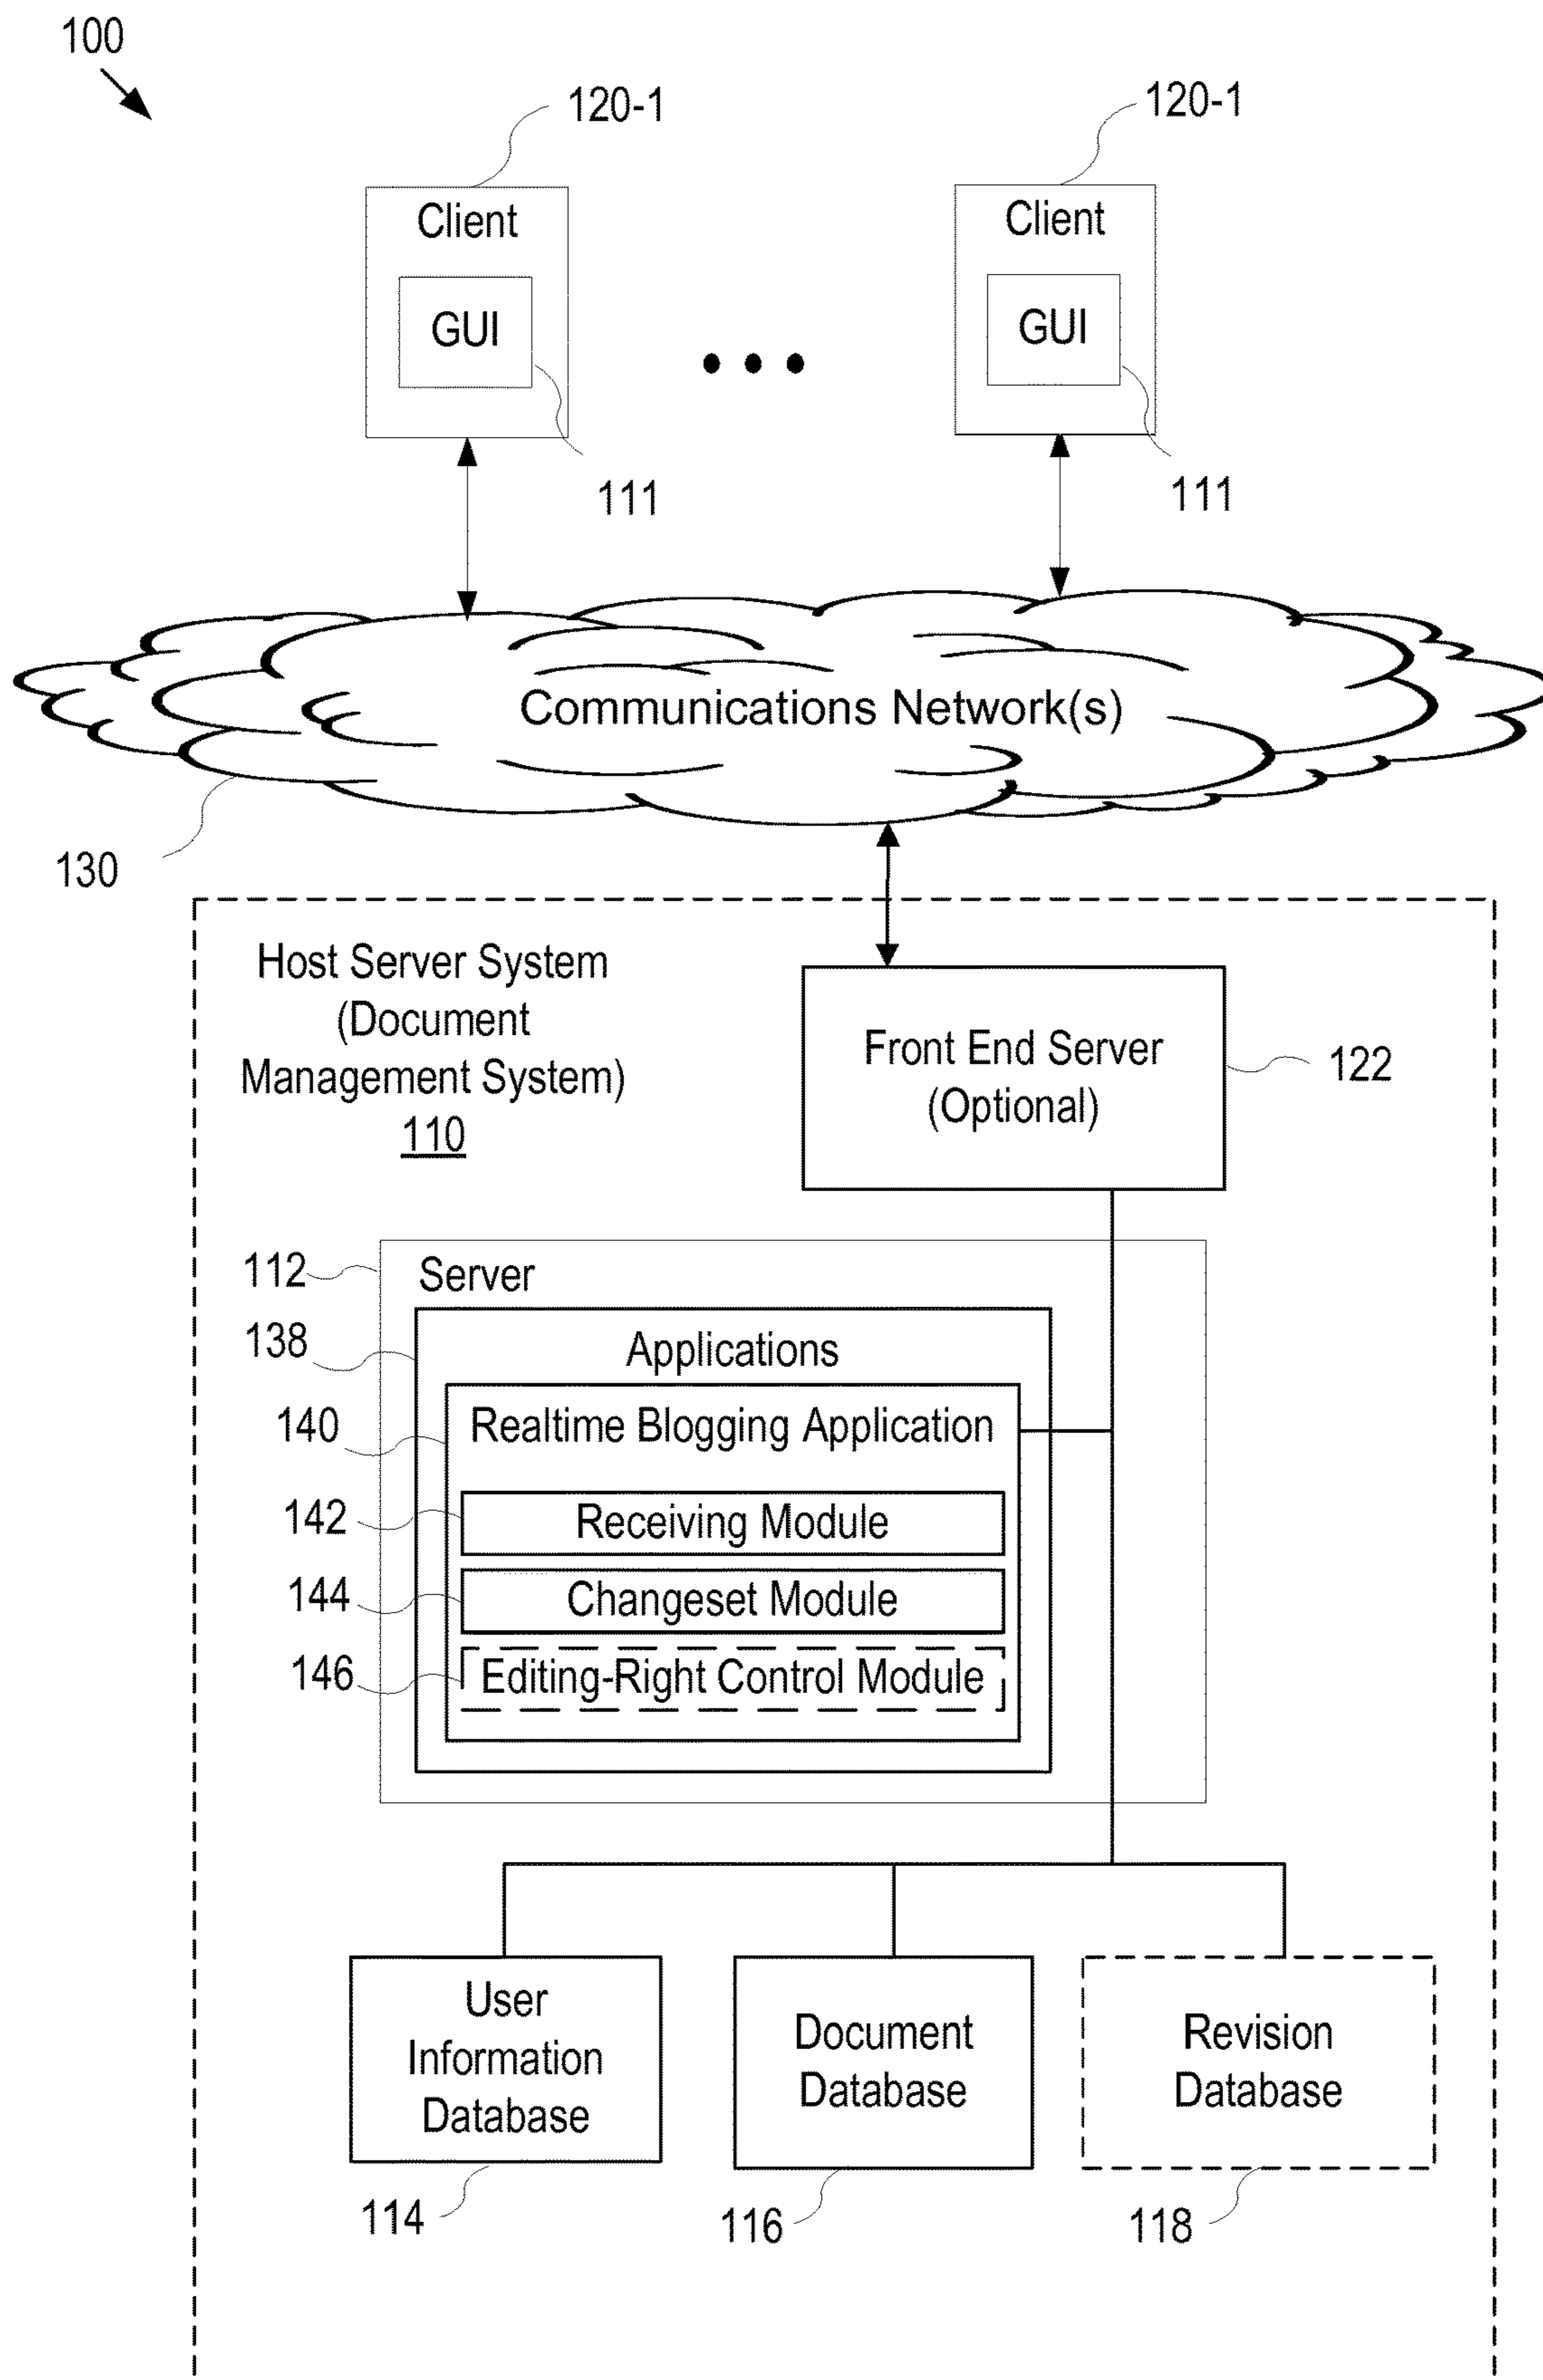 100
120-1
120-1
Client
Client
GUI
GUI
111
111
Communications Network(s)
130
Host Server System
(Document
Management System)
110
Front End Server
(Optional)
122
112
Server
138
Applications
140
Realtime Blogging Application
142
Receiving Module
144
Changeset Module
146
Editing-Right Control Module
User
Information
Database
Document
Database
Revision
Database
114
116
118